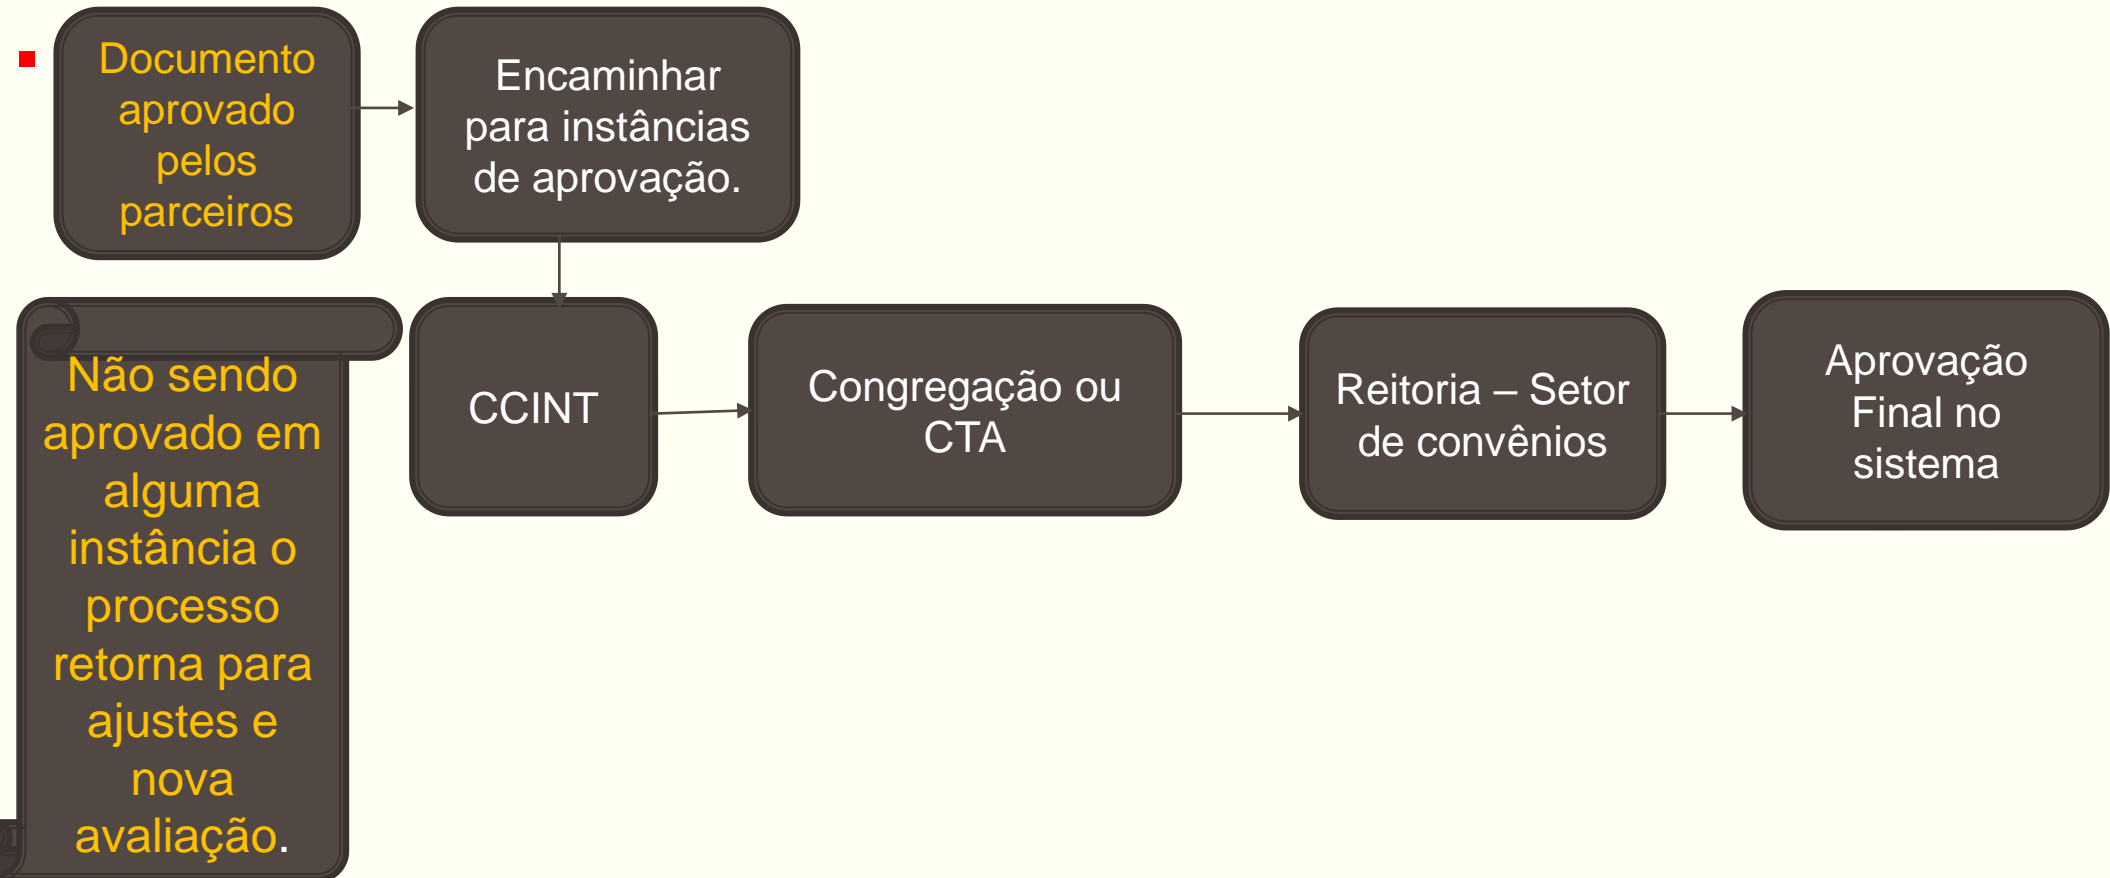 Documento
aprovado
pelos
parceiros
Encaminhar
para instâncias
de aprovação.
CCINT
Congregação ou
CTA
Reitoria – Setor
de convênios
Aprovação
Final no
sistema
Não sendo
aprovado em
alguma
instância o
processo
retorna para
ajustes e
nova
avaliação.